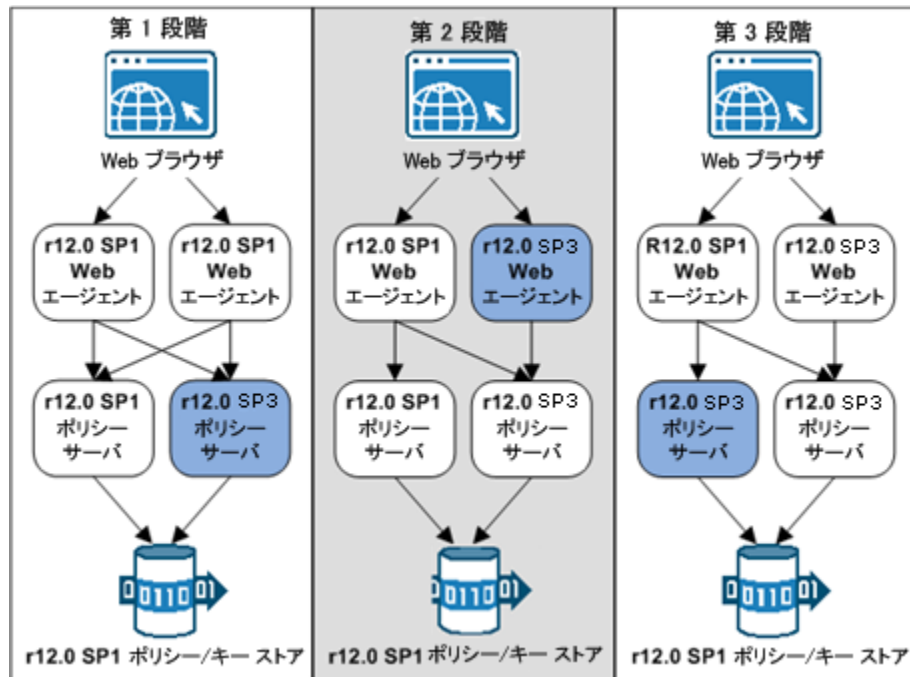 第 1 段階
Web ブラウザ
r12.0 SP1
Web
エージェント
r12.0 SP1
Web
エージェント
r12.0 SP1
ポリシー
サーバ
r12.0 SP3
ポリシー
サーバ
0 0110 01
r12.0 SP1 ポリシー/キー ストア
第 2 段階
Web ブラウザ
r12.0 SP1
Web
エージェント
r12.0 SP3
Web
エージェント
r12.0 SP1
ポリシー
サーバ
r12.0 SP3
ポリシー
サーバ
0 0110 01
r12.0 SP1 ポリシー/キー ストア
第 3 段階
Web ブラウザ
R12.0 SP1
Web
エージェント
r12.0 SP3
Web
エージェント
r12.0 SP3
ポリシー
サーバ
r12.0 SP3
ポリシー
サーバ
0 0110 01
r12.0 SP1 ポリシー/キー ストア